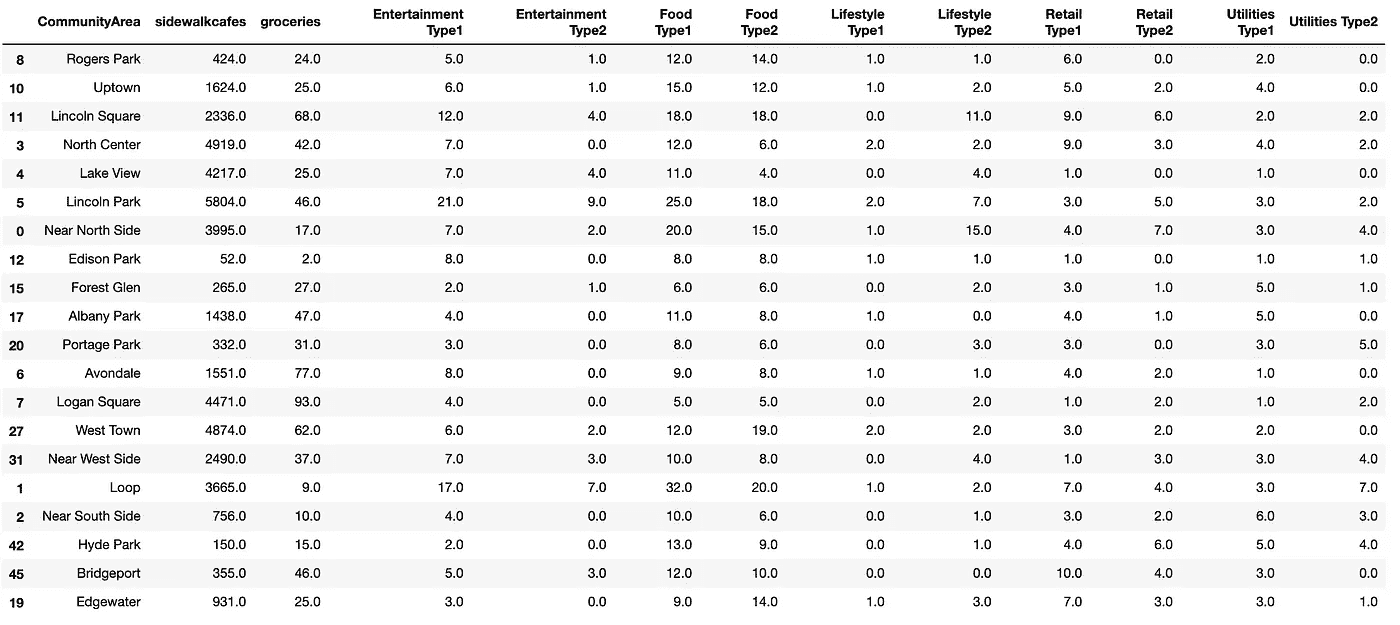 CommunityArea sidewalkcafes groceries Entertainment Type1 Entertainment Type2 Food Type1 Food Type2 Lifestyle Type1 Lifestyle Type2 Retail Type1 Retail Type2 Utilities Type1 Utilities Type2
8 Rogers Park 424.0 24.0 5.0 1.0 12.0 14.0 1.0 1.0 6.0 0.0 2.0 0.0
10 Uptown 1624.0 25.0 6.0 1.0 15.0 12.0 1.0 2.0 5.0 2.0 4.0 0.0
11 Lincoln Square 2336.0 68.0 12.0 4.0 18.0 18.0 0.0 11.0 9.0 6.0 2.0 2.0
3 North Center 4919.0 42.0 7.0 0.0 12.0 6.0 2.0 2.0 9.0 3.0 4.0 2.0
4 Lake View 4217.0 25.0 7.0 4.0 11.0 4.0 0.0 4.0 1.0 0.0 1.0 0.0
5 Lincoln Park 5804.0 46.0 21.0 9.0 25.0 18.0 2.0 7.0 3.0 5.0 3.0 2.0
0 Near North Side 3995.0 17.0 7.0 2.0 20.0 15.0 1.0 15.0 4.0 7.0 3.0 4.0
12 Edison Park 52.0 2.0 8.0 0.0 8.0 8.0 1.0 1.0 1.0 0.0 1.0 1.0
15 Forest Glen 265.0 27.0 2.0 1.0 6.0 6.0 0.0 2.0 3.0 1.0 5.0 1.0
17 Albany Park 1438.0 47.0 4.0 0.0 11.0 8.0 1.0 0.0 4.0 1.0 5.0 0.0
20 Portage Park 332.0 31.0 3.0 0.0 8.0 6.0 0.0 3.0 3.0 0.0 3.0 5.0
6 Avondale 1551.0 77.0 8.0 0.0 9.0 8.0 1.0 1.0 4.0 2.0 1.0 0.0
7 Logan Square 4471.0 93.0 4.0 0.0 5.0 5.0 0.0 2.0 1.0 2.0 1.0 2.0
27 West Town 4874.0 62.0 6.0 2.0 12.0 19.0 2.0 2.0 3.0 2.0 2.0 0.0
31 Near West Side 2490.0 37.0 7.0 3.0 10.0 8.0 0.0 4.0 1.0 3.0 3.0 4.0
1 Loop 3665.0 9.0 17.0 7.0 32.0 20.0 1.0 2.0 7.0 4.0 3.0 7.0
2 Near South Side 756.0 10.0 4.0 0.0 10.0 6.0 0.0 1.0 3.0 2.0 6.0 3.0
42 Hyde Park 150.0 15.0 2.0 0.0 13.0 9.0 0.0 1.0 4.0 6.0 5.0 4.0
45 Bridgeport 355.0 46.0 5.0 3.0 12.0 10.0 0.0 0.0 10.0 4.0 3.0 0.0
19 Edgewater 931.0 25.0 3.0 0.0 9.0 14.0 1.0 3.0 7.0 3.0 3.0 1.0